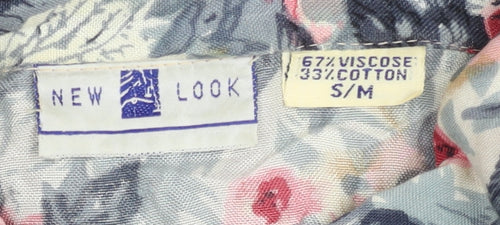 NEW LOOK
67% VISCOSE
33% COTTON
S/M